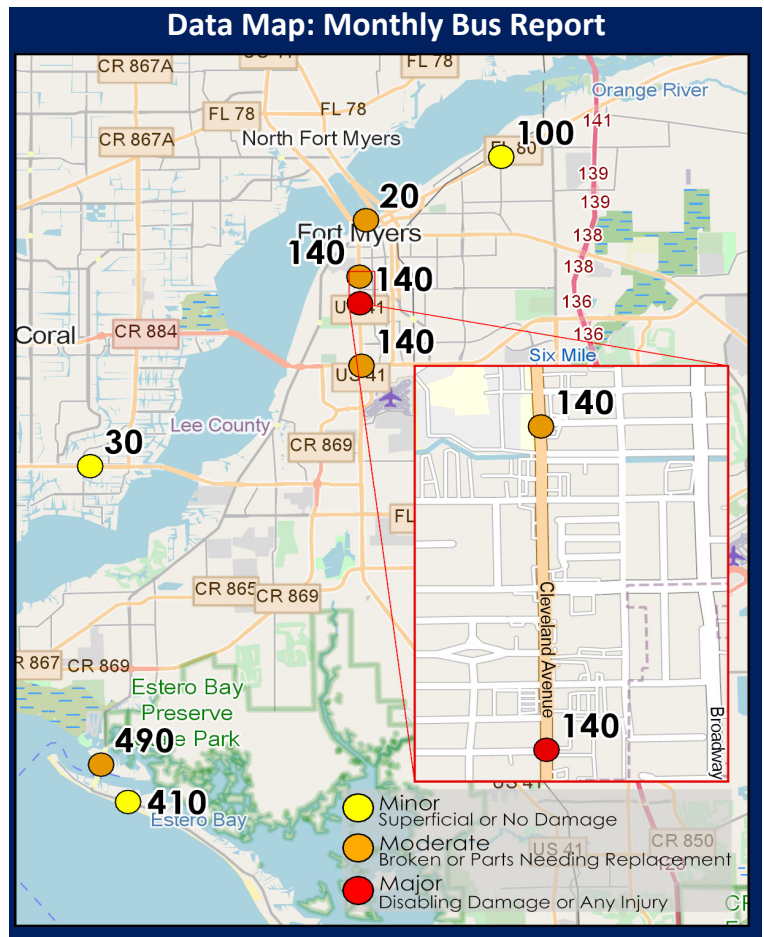 Data Map: Monthly Bus Report
CR 867A
FL 78
Orange River
FL 78
FL 78
141
CR 867A
North Fort Myers
100
139
20
139
Fort Myers
138
140
138
140
136
US 41
Coral
CR 884
136
140
Six Mile
US 41
140
Lee County
30
CR 869
FL
Cleveland Avenue
CR 865
CR 869
R 867
CR 869
Estero Bay
Preserve
e Park
140
Broadway
490
410
Estero Bay
Minor
Superficial or No Damage
Moderate
Broken or Parts Needing Replacement
US 41
CR 850
Major
Disabling Damage or Any Injury